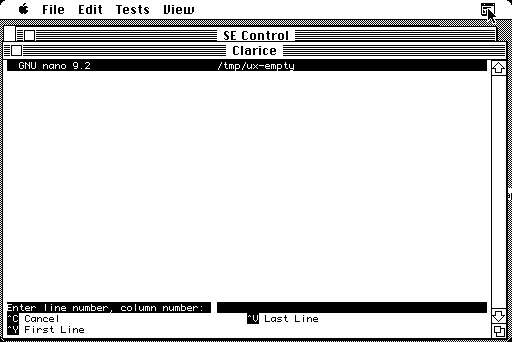 File Edit Tests View
SE Control
Clarice
GNU nano 9.2 /tmp/ux-empty
Enter line number, column number:
^C Cancel ^U Last Line
^Y First Line